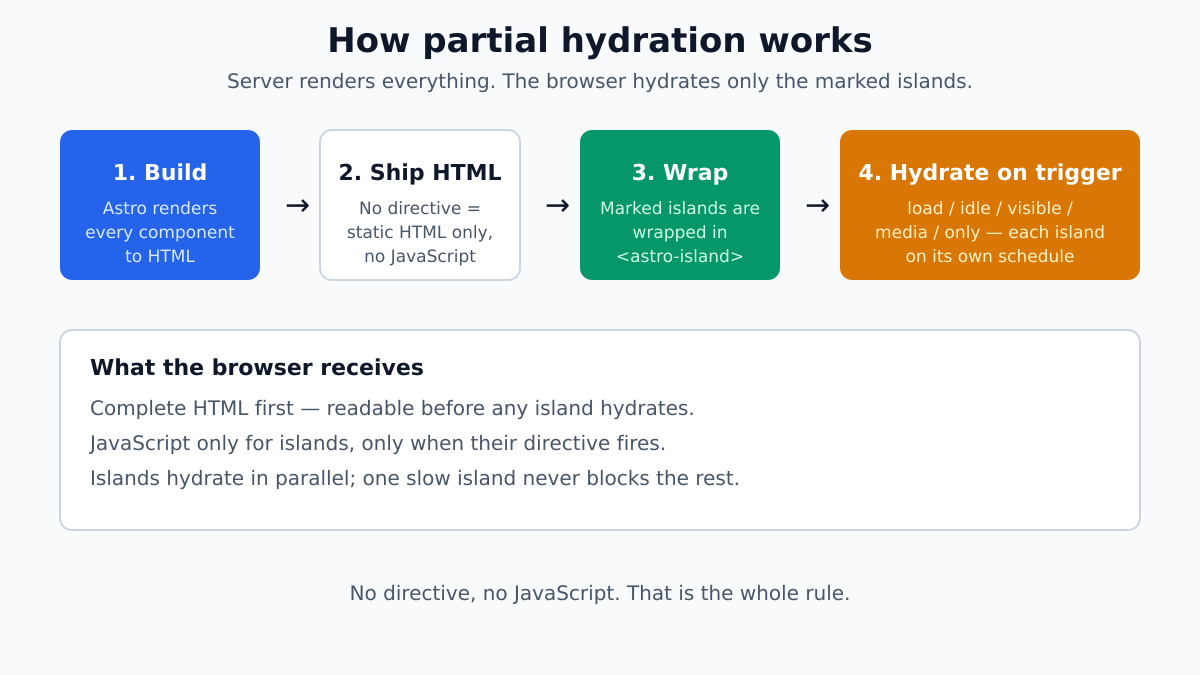 How partial hydration works
Server renders everything. The browser hydrates only the marked islands.
1. Build
Astro renders
every component
to HTML
→
2. Ship HTML
No directive =
static HTML only,
no JavaScript
→
3. Wrap
Marked islands are
wrapped in
<astro-island>
→
4. Hydrate on trigger
load / idle / visible /
media / only — each island
on its own schedule
What the browser receives
Complete HTML first — readable before any island hydrates.
JavaScript only for islands, only when their directive fires.
Islands hydrate in parallel; one slow island never blocks the rest.
No directive, no JavaScript. That is the whole rule.